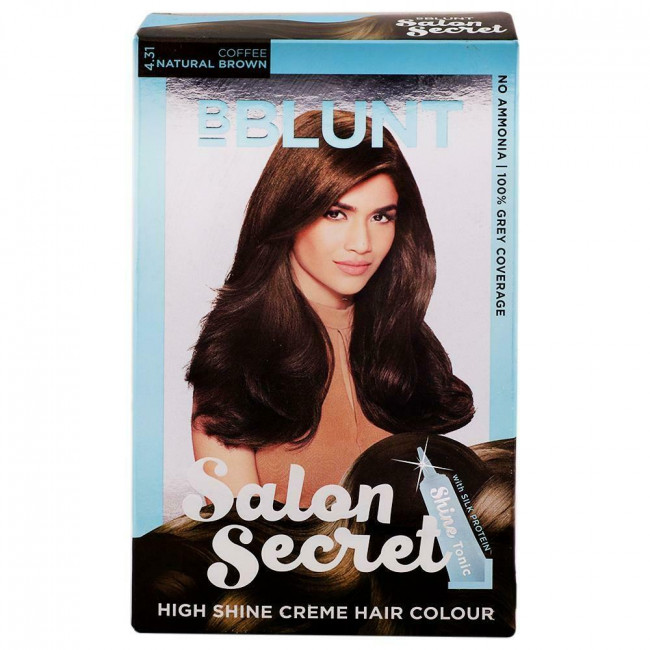 BBLUNT
Salon
Secret
4.31
COFFEE
NATURAL BROWN
BBLUNT
NO AMMONIA | 100% GREY COVERAGE
Salon
Secret
with SILK PROTEIN
Shine
TONIC
HIGH SHINE CREME HAIR COLOUR